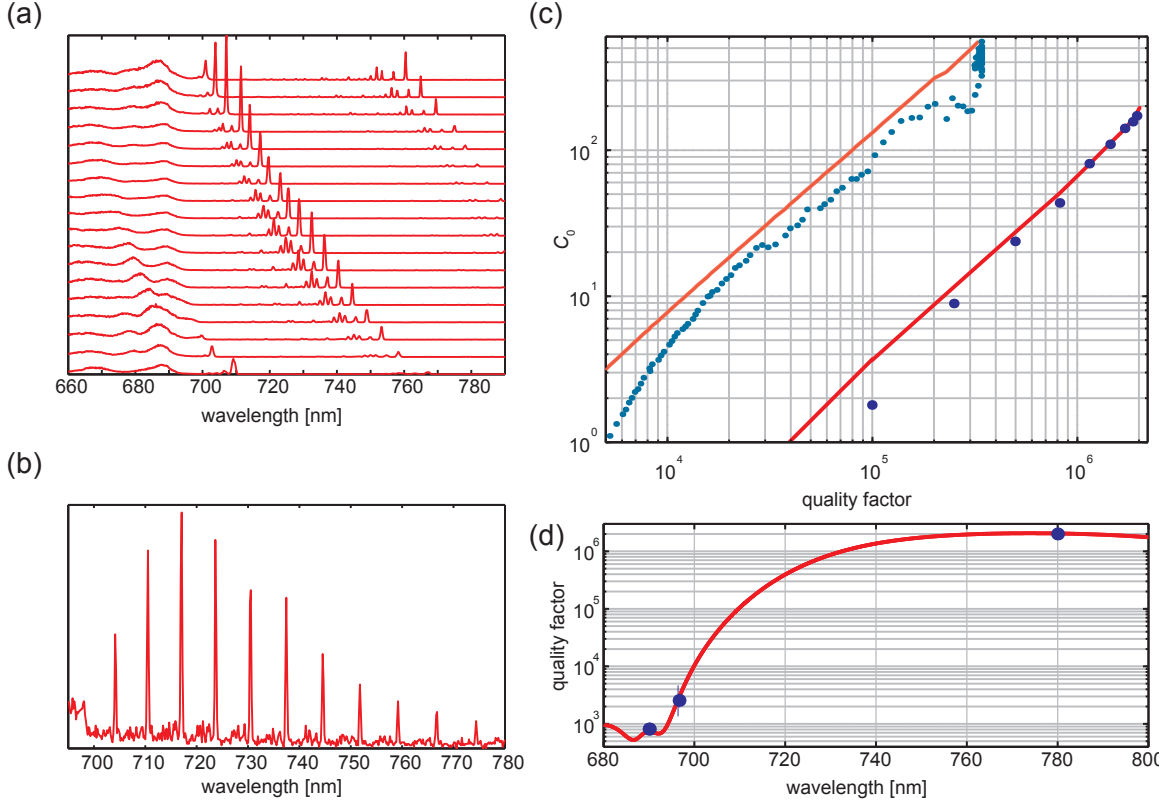 (a)
660 680 700 720 740 760 780
wavelength [nm]
(b)
700 710 720 730 740 750 760 770 780
wavelength [nm]
(c)
C₀
10² 10¹ 10⁰
10⁴ 10⁵ 10⁶
quality factor
(d)
quality factor
10⁶ 10⁵ 10⁴ 10³
680 700 720 740 760 780 800
wavelength [nm]